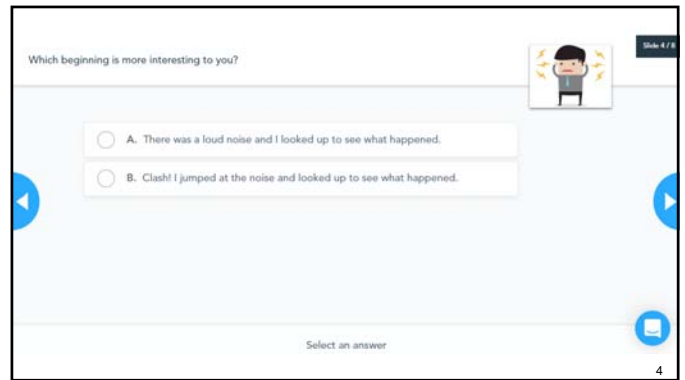 Slide 4 / 8
Which beginning is more interesting to you?
A. There was a loud noise and I looked up to see what happened.
B. Clash! I jumped at the noise and looked up to see what happened.
Select an answer
4